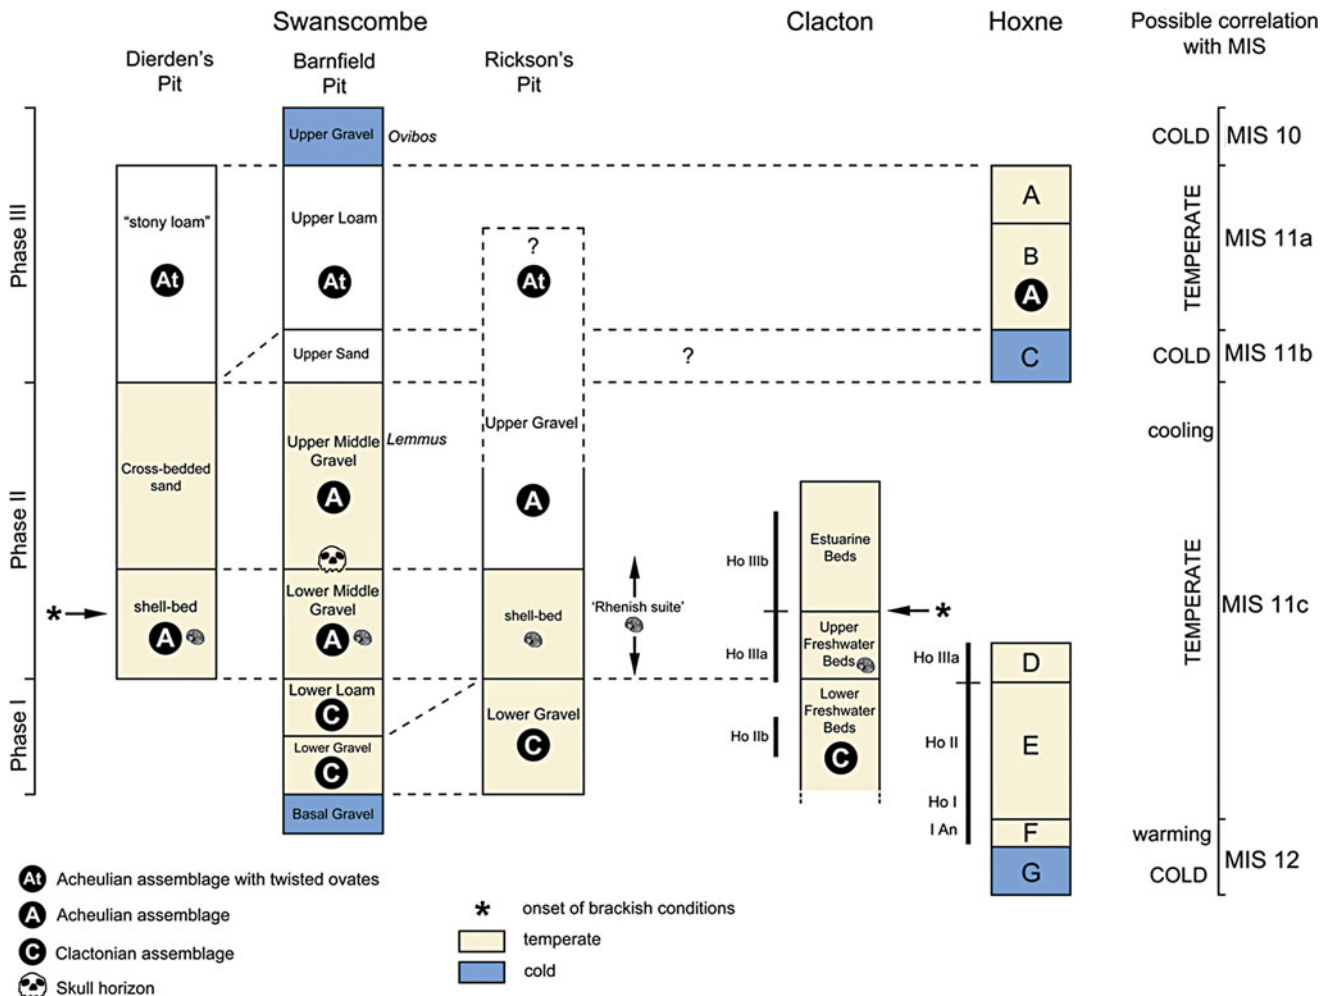 Swanscombe
Clacton
Hoxne
Possible correlation
with MIS
Dierden's
Pit
Barnfield
Pit
Rickson's
Pit
Phase III
Phase II
Phase I
"stony loam"
At
Cross-bedded
sand
shell-bed
A
*
Upper Gravel
Ovibos
Upper Loam
At
Upper Sand
Upper Middle
Gravel
Lemmus
A
Lower Middle
Gravel
A
Lower Loam
C
Lower Gravel
C
Basal Gravel
?
At
Upper Gravel
A
shell-bed
Lower Gravel
C
'Rhenish suite'
?
Ho IIIb
Ho IIIa
Ho IIb
Estuarine
Beds
*
Upper
Freshwater
Beds
Lower
Freshwater
Beds
C
Ho IIIa
Ho II
Ho I
I An
A
B
A
C
D
E
F
G
COLD
MIS 10
TEMPERATE
MIS 11a
COLD
MIS 11b
cooling
TEMPERATE
MIS 11c
warming
COLD
MIS 12
At Acheulian assemblage with twisted ovates
A Acheulian assemblage
C Clactonian assemblage
Skull horizon
* onset of brackish conditions
temperate
cold